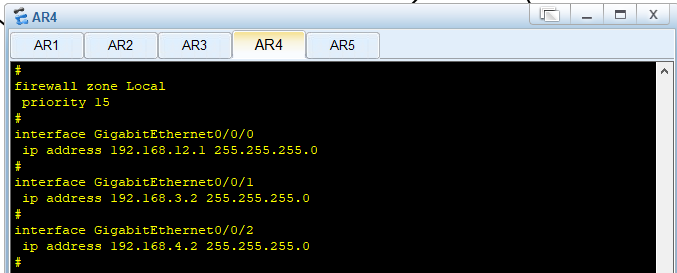 AR4
X
AR1 AR2 AR3 AR4 AR5
#
firewall zone Local
 priority 15
#
interface GigabitEthernet0/0/0
 ip address 192.168.12.1 255.255.255.0
#
interface GigabitEthernet0/0/1
 ip address 192.168.3.2 255.255.255.0
#
interface GigabitEthernet0/0/2
 ip address 192.168.4.2 255.255.255.0
#